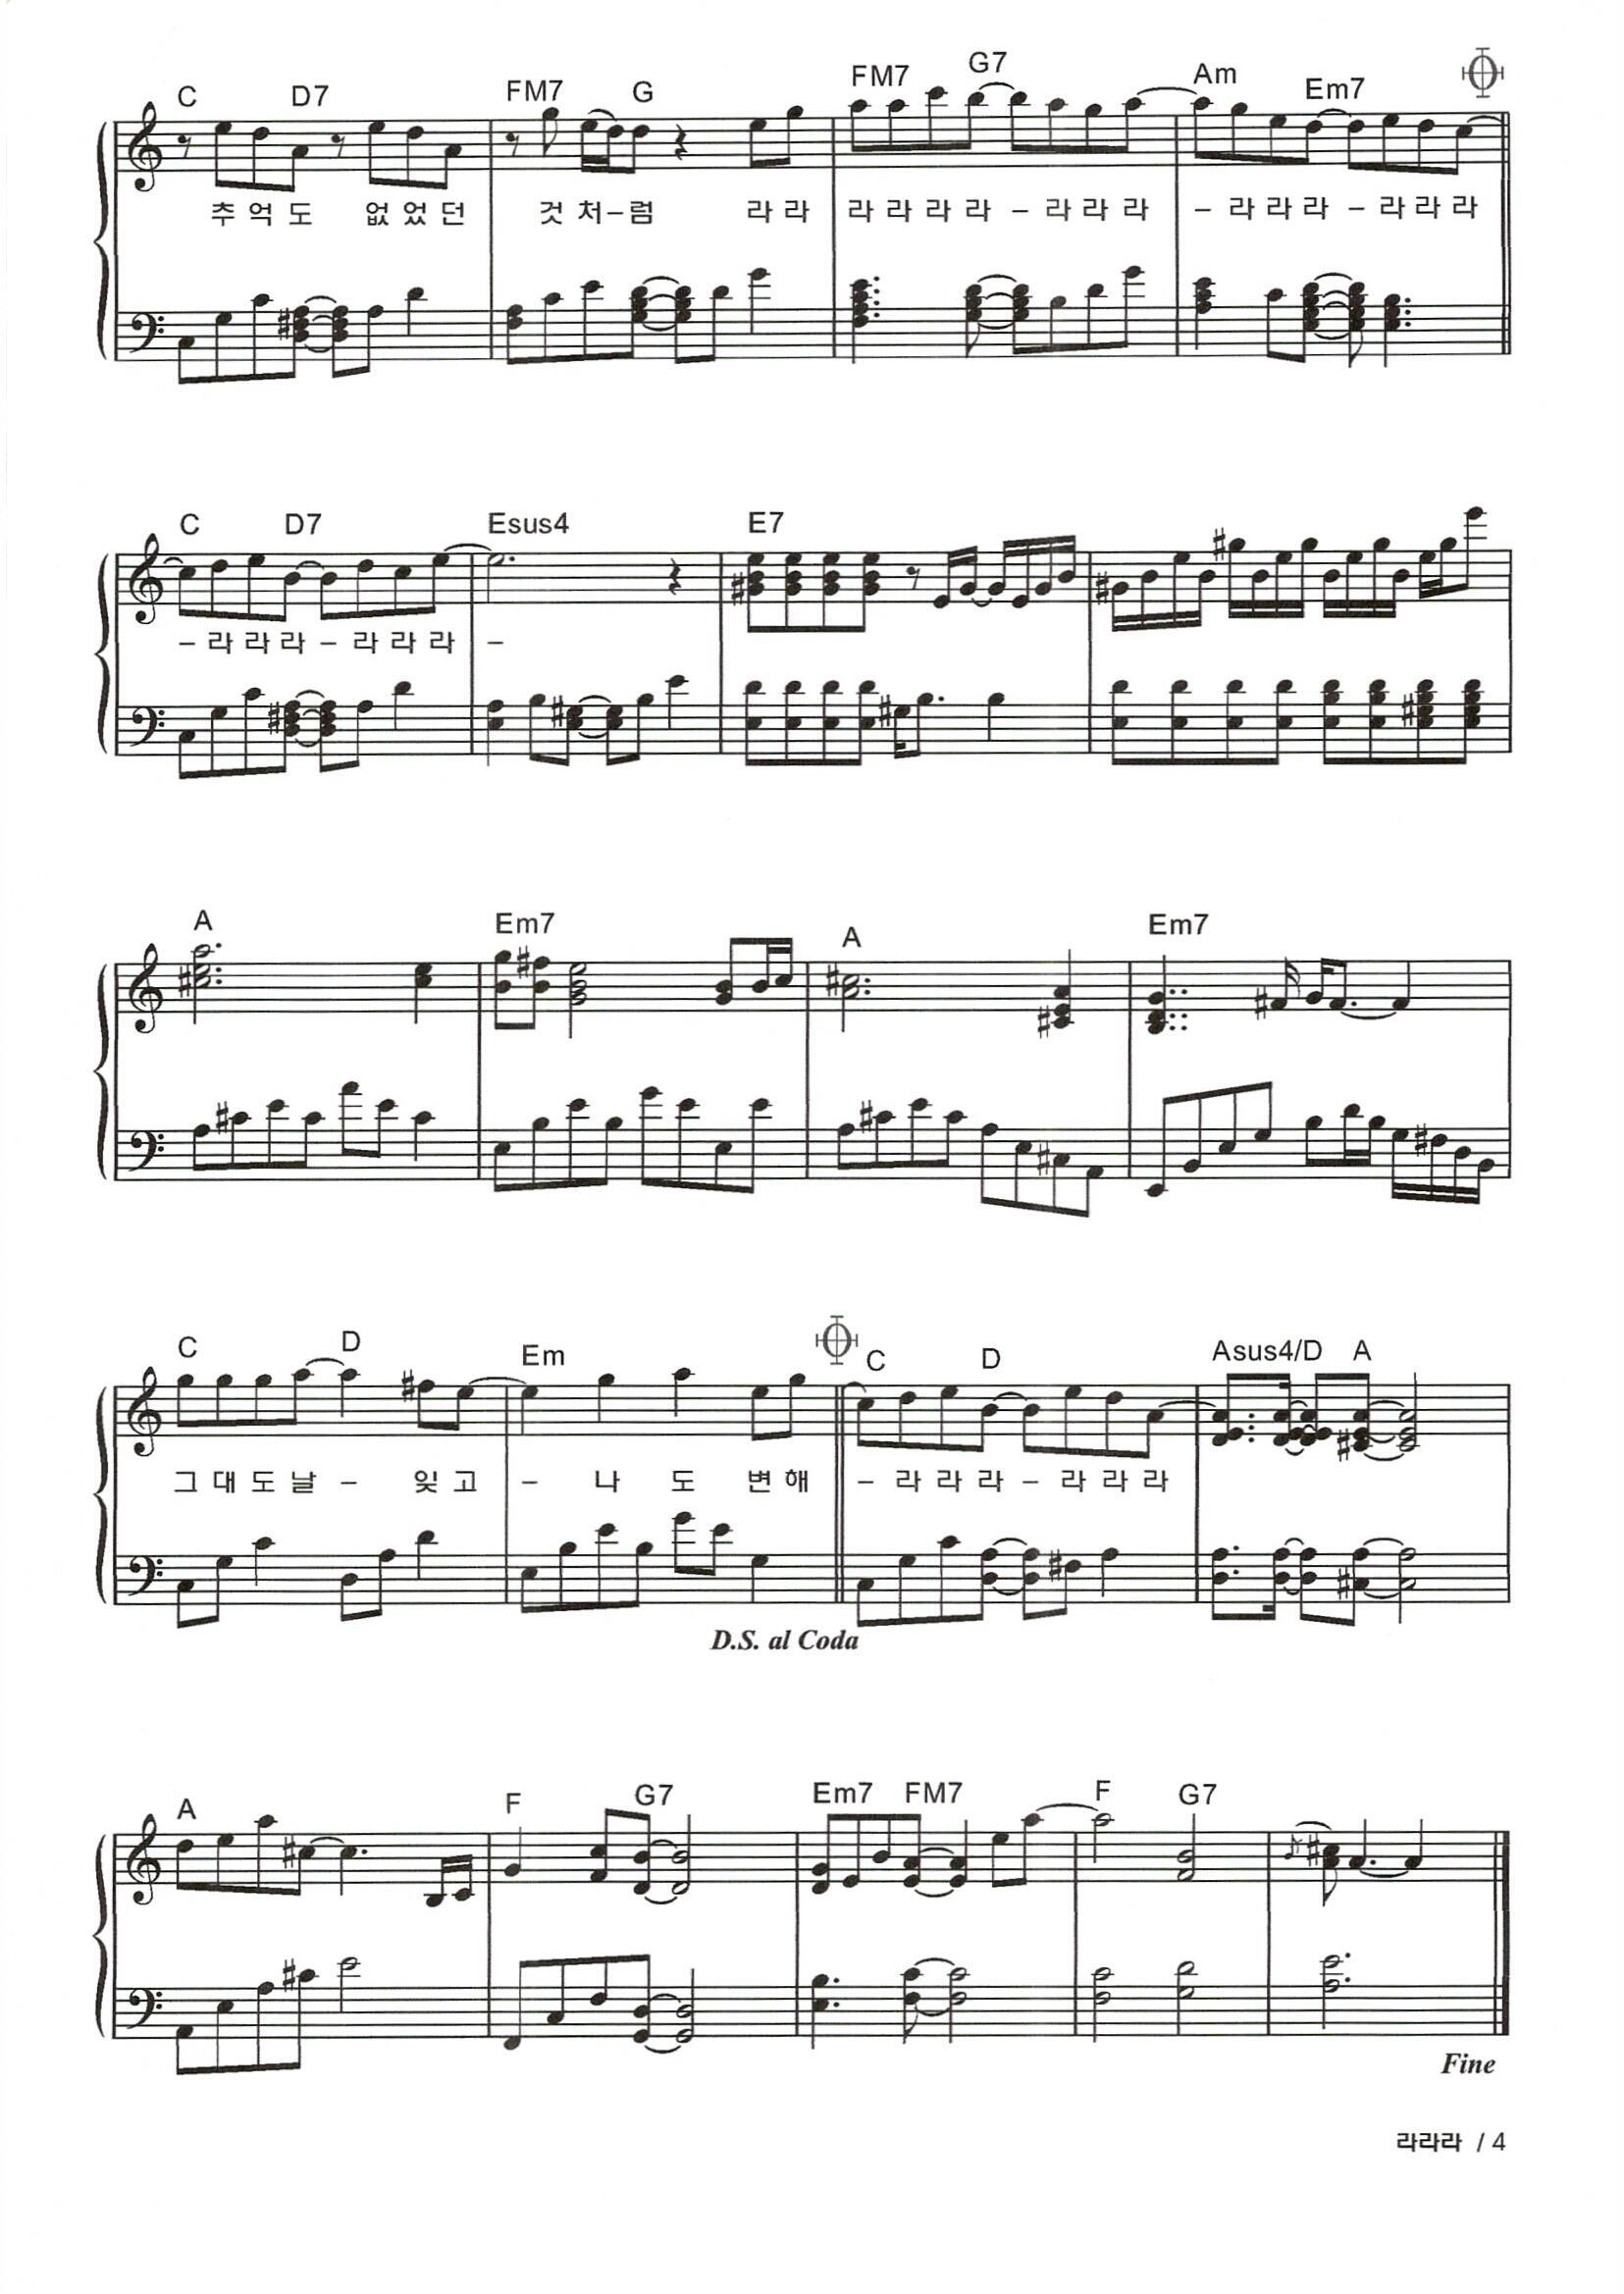 C D7 FM7 G FM7 G7 Am Em7
추 억 도 없 었 던 것 처–럼 라 라 라 라 라 라 – 라 라 라 – 라 라 라 – 라 라 라
C D7 Esus4 E7
– 라 라 라 – 라 라 라 –
A Em7 A Em7
C D Em C D Asus4/D A
그 대 도 날 – 잊 고 – 나 도 변 해 – 라 라 라 – 라 라 라
D.S. al Coda
A F G7 Em7 FM7 F G7
Fine
라라라 / 4